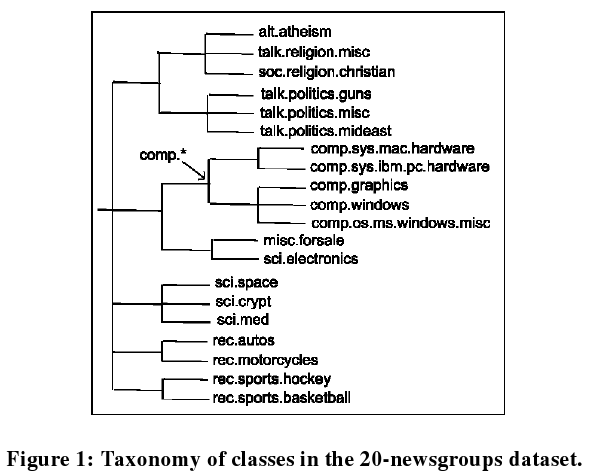 alt.atheism
talk.religion.misc
soc.religion.christian
talk.politics.guns
talk.politics.misc
talk.politics.mideast
comp.*
comp.sys.mac.hardware
comp.sys.ibm.pc.hardware
comp.graphics
comp.windows
comp.os.ms.windows.misc
misc.forsale
sci.electronics
sci.space
sci.crypt
sci.med
rec.autos
rec.motorcycles
rec.sports.hockey
rec.sports.basketball
Figure 1: Taxonomy of classes in the 20-newsgroups dataset.